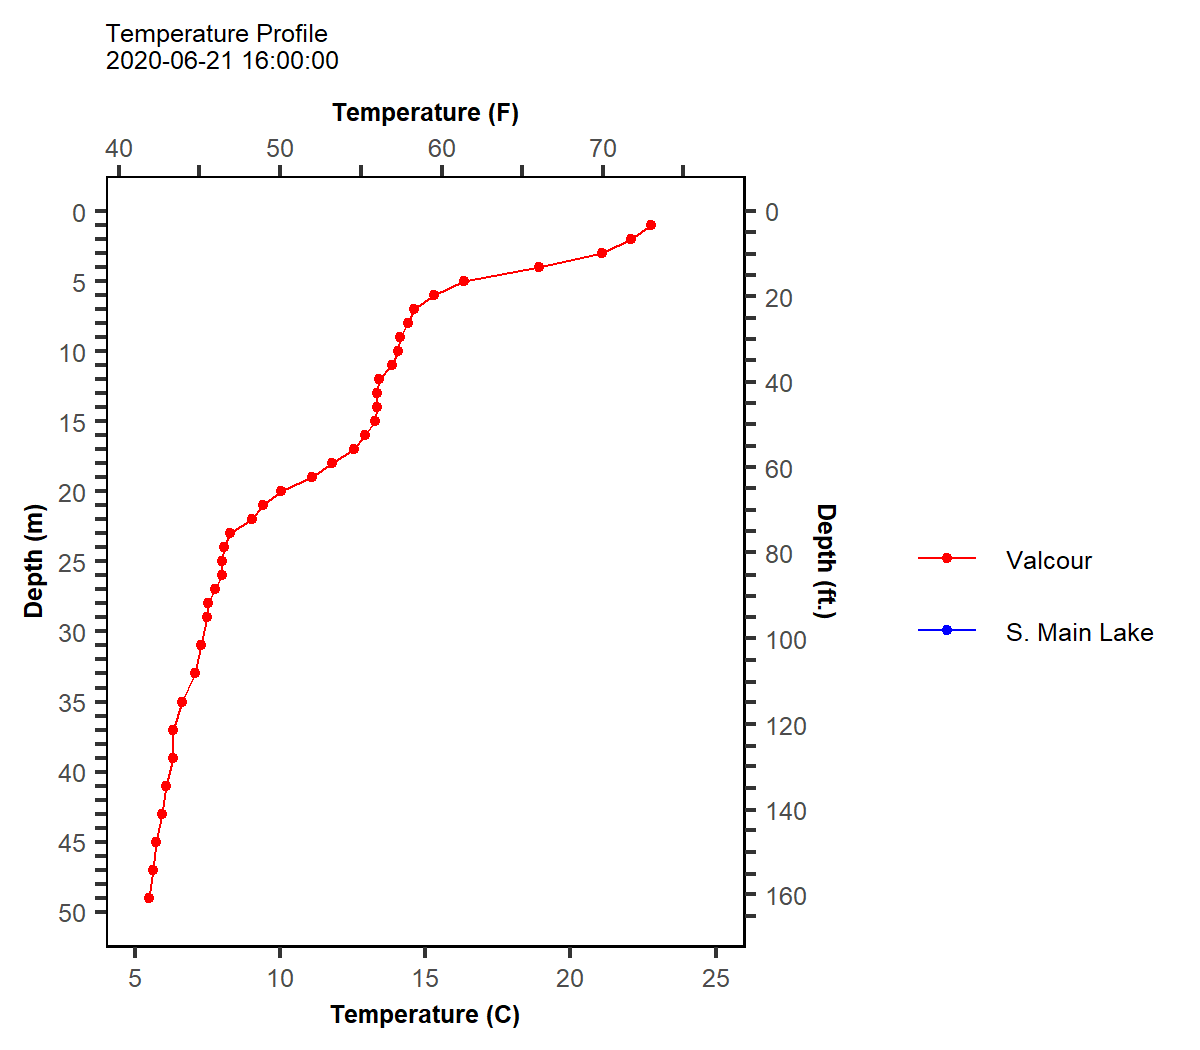 Temperature Profile
2020-06-21 16:00:00
Temperature (F)
40 50 60 70
0
5
10
15
20
25
30
35
40
45
50
Depth (m)
0
20
40
60
80
100
120
140
160
Depth (ft.)
Valcour
S. Main Lake
5 10 15 20 25
Temperature (C)